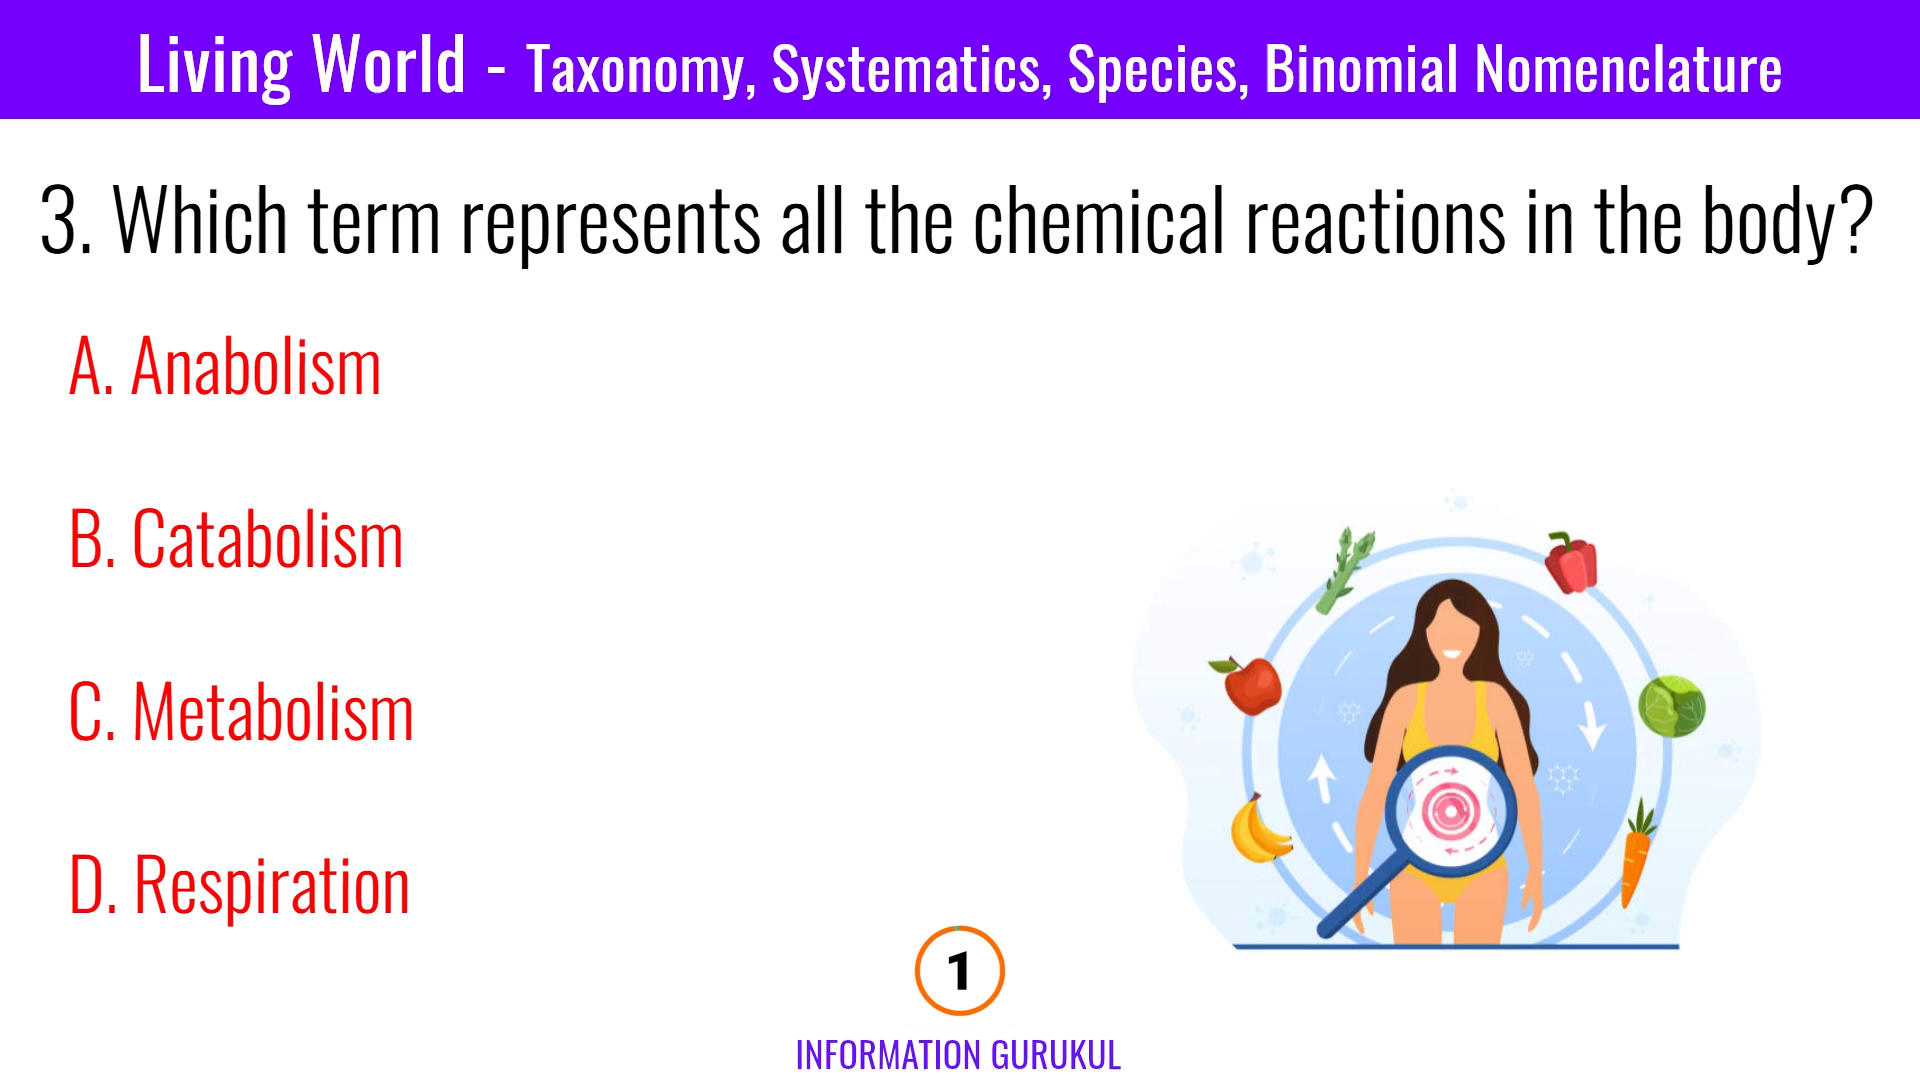 Living World - Taxonomy, Systematics, Species, Binomial Nomenclature
3. Which term represents all the chemical reactions in the body?
A. Anabolism
B. Catabolism
C. Metabolism
D. Respiration
1
INFORMATION GURUKUL